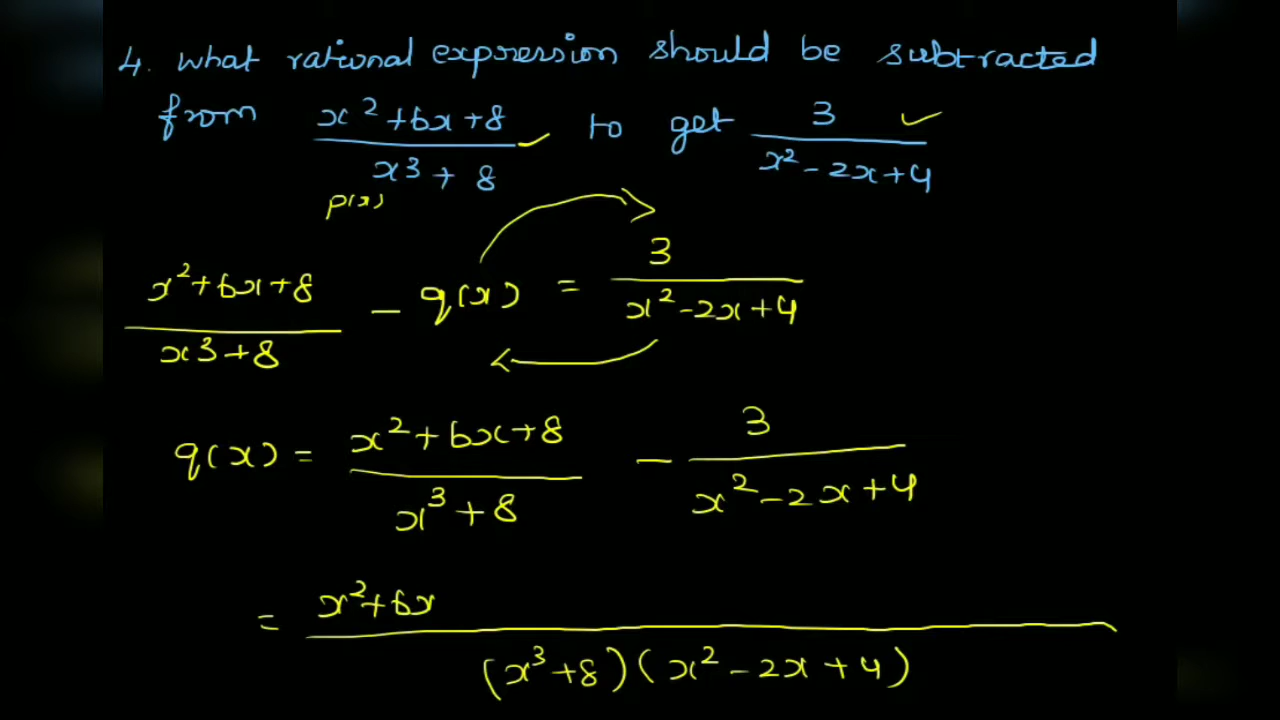 4. What rational expression should be subtracted
from x²+6x+8 / x³+8 to get 3 / x²-2x+4
p(x)
x²+6x+8 / x³+8 - q(x) = 3 / x²-2x+4
q(x) = x²+6x+8 / x³+8 - 3 / x²-2x+4
= x²+6x / (x³+8)(x²-2x+4)